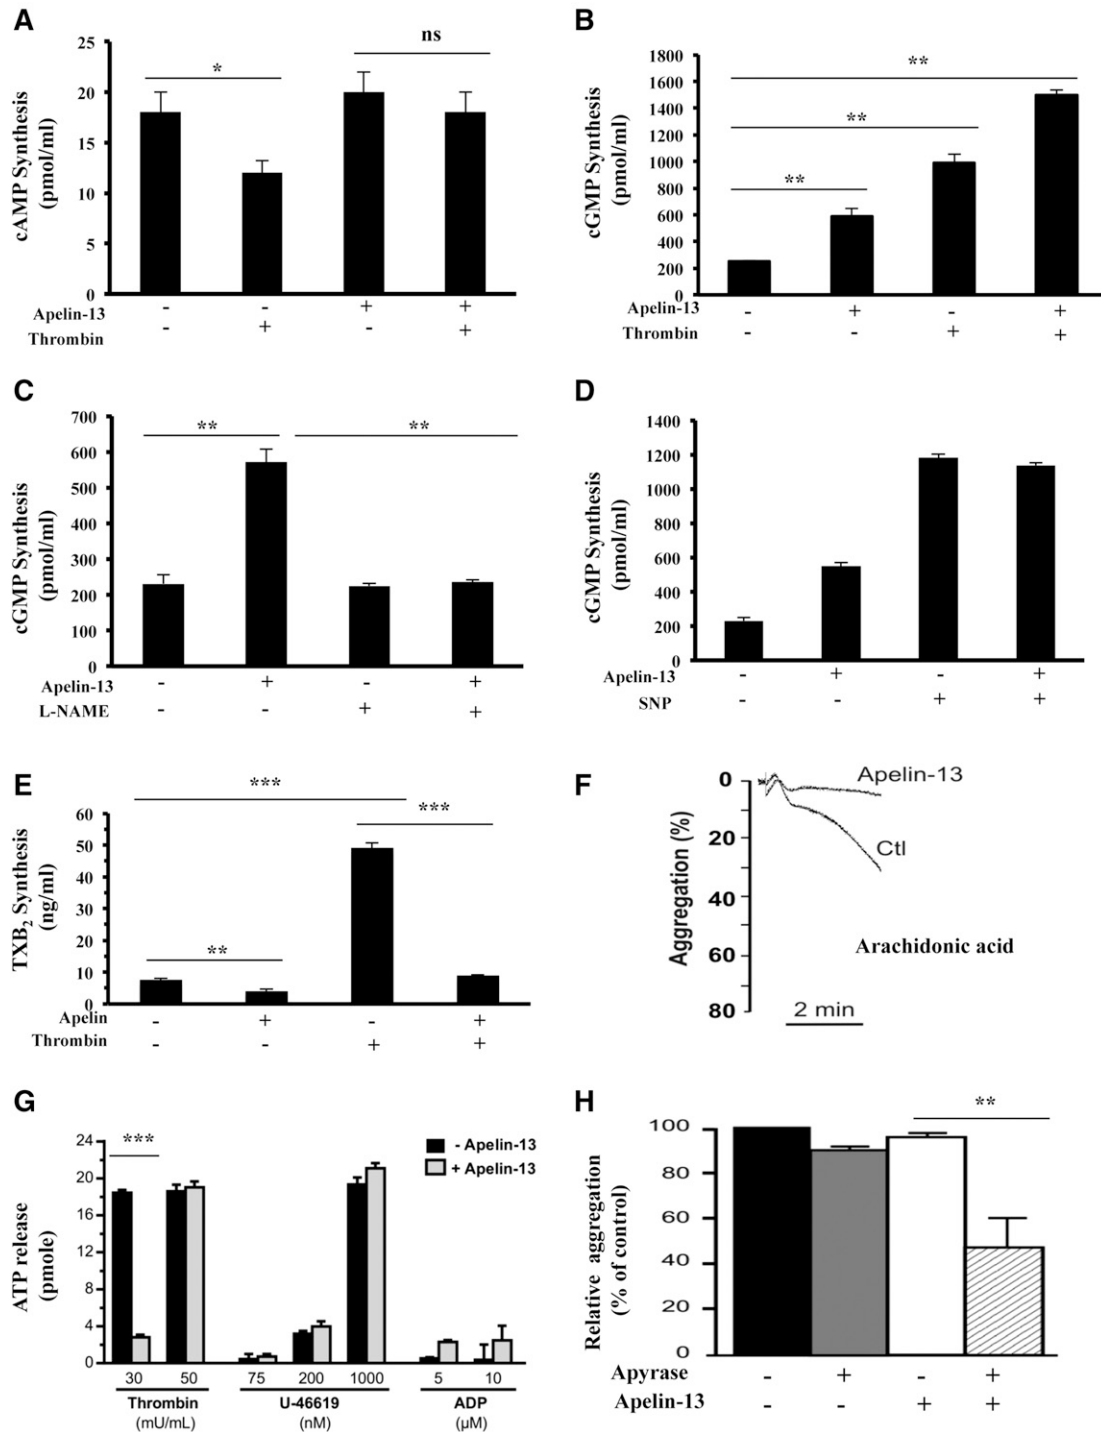 A
ns
*
cAMP Synthesis
(pmol/ml)
25
20
15
10
5
0
Apelin-13 - - + +
Thrombin - + - +
B
**
**
**
cGMP Synthesis
(pmol/ml)
1800
1600
1400
1200
1000
800
600
400
200
0
Apelin-13 - + - +
Thrombin - - + +
C
** **
cGMP Synthesis
(pmol/ml)
700
600
500
400
300
200
100
0
Apelin-13 - + - +
L-NAME - - + +
D
cGMP Synthesis
(pmol/ml)
1400
1200
1000
800
600
400
200
0
Apelin-13 - + - +
SNP - - + +
E
***
***
**
TXB₂ Synthesis
(ng/ml)
60
50
40
30
20
10
0
Apelin - + - +
Thrombin - - + +
F
Aggregation (%)
0
20
40
60
80
Apelin-13
Ctl
Arachidonic acid
2 min
G
***
- Apelin-13
+ Apelin-13
ATP release
(pmole)
24
20
16
12
8
4
0
30 50 75 200 1000 5 10
Thrombin U-46619 ADP
(mU/mL) (nM) (µM)
H
**
Relative aggregation
(% of control)
100
80
60
40
20
0
Apyrase - + - +
Apelin-13 - - + +